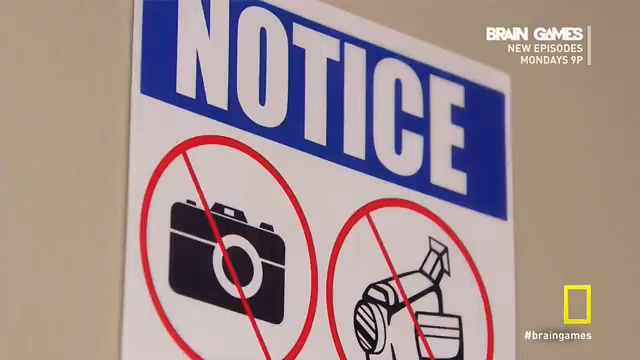 BRAIN GAMES
NEW EPISODES
MONDAYS 9P
NOTICE
#braingames